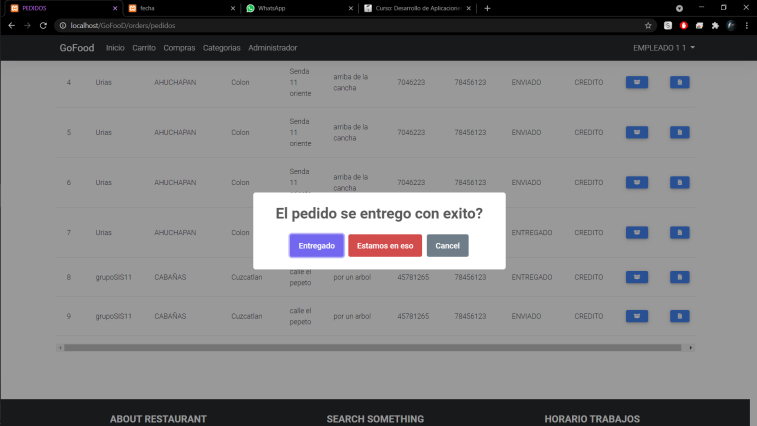 PEDIDOS
fecha
WhatsApp
Curso: Desarrollo de Aplicacione
localhost/GoFooD/orders/pedidos
GoFood Inicio Carrito Compras Categorias Administrador EMPLEADO 1 1
4 Urias AHUCHAPAN Colon Senda 11 oriente arriba de la cancha 7046223 78456123 ENVIADO CREDITO
5 Urias AHUCHAPAN Colon Senda 11 oriente arriba de la cancha 7046223 78456123 ENVIADO CREDITO
6 Urias AHUCHAPAN Colon Senda 11 arriba de la cancha 7046223 78456123 ENVIADO CREDITO
7 Urias AHUCHAPAN Colon ENTREGADO CREDITO
El pedido se entrego con exito?
Entregado Estamos en eso Cancel
8 grupoSIS11 CABAÑAS Cuzcatlan calle el pepeto por un arbol 45781265 78456123 ENTREGADO CREDITO
9 grupoSIS11 CABAÑAS Cuzcatlan calle el pepeto por un arbol 45781265 78456123 ENVIADO CREDITO
ABOUT RESTAURANT SEARCH SOMETHING HORARIO TRABAJOS